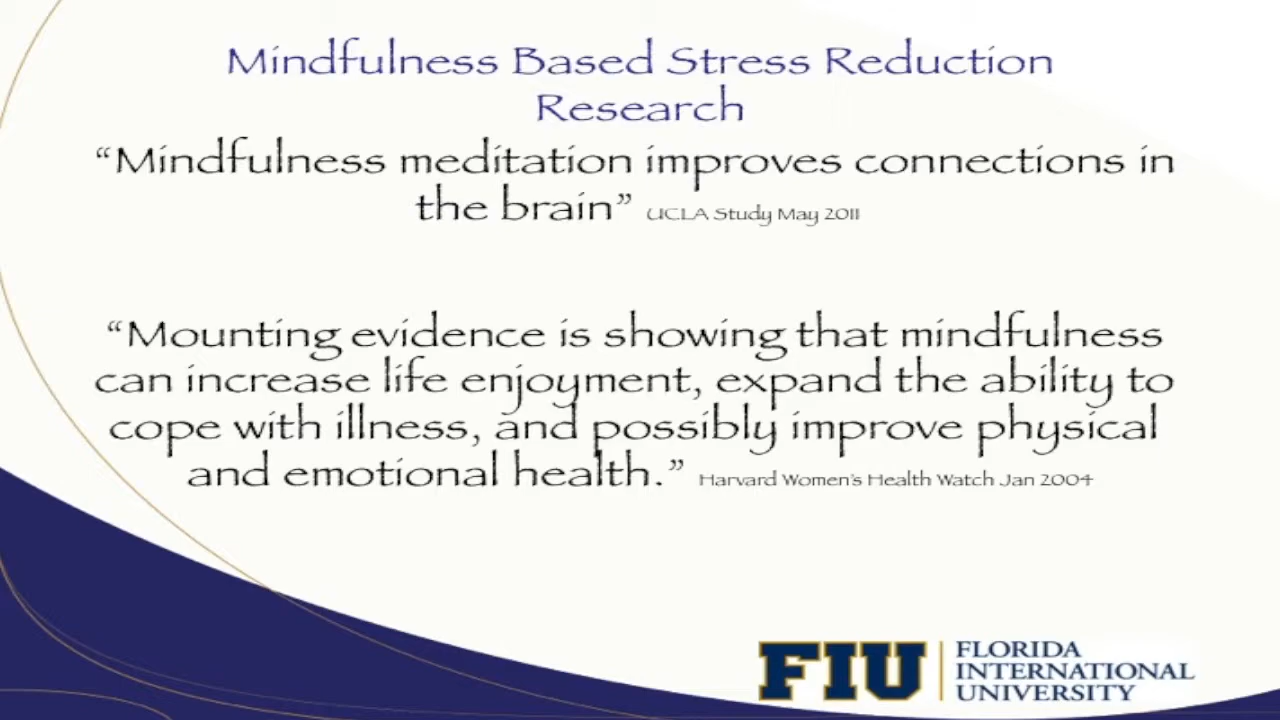 Mindfulness Based Stress Reduction
Research
“Mindfulness meditation improves connections in
the brain” UCLA Study May 2011
“Mounting evidence is showing that mindfulness
can increase life enjoyment, expand the ability to
cope with illness, and possibly improve physical
and emotional health.” Harvard Women's Health Watch Jan 2004
FIU
FLORIDA
INTERNATIONAL
UNIVERSITY